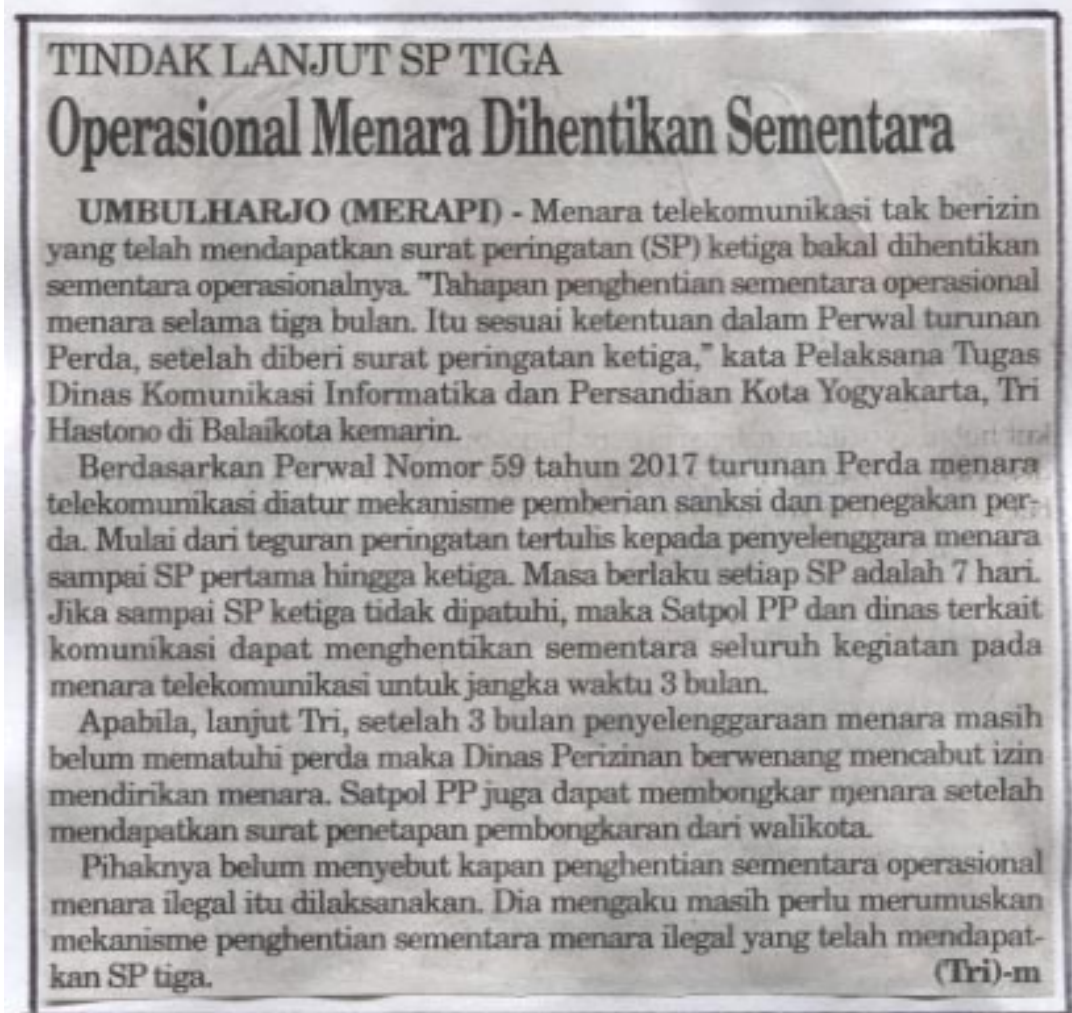 TINDAK LANJUT SP TIGA
Operasional Menara Dihentikan Sementara
UMBULHARJO (MERAPI) - Menara telekomunikasi tak berizin
yang telah mendapatkan surat peringatan (SP) ketiga bakal dihentikan
sementara operasionalnya. "Tahapan penghentian sementara operasional
menara selama tiga bulan. Itu sesuai ketentuan dalam Perwal turunan
Perda, setelah diberi surat peringatan ketiga," kata Pelaksana Tugas
Dinas Komunikasi Informatika dan Persandian Kota Yogyakarta, Tri
Hastono di Balaikota kemarin.
Berdasarkan Perwal Nomor 59 tahun 2017 turunan Perda menara
telekomunikasi diatur mekanisme pemberian sanksi dan penegakan per-
da. Mulai dari teguran peringatan tertulis kepada penyelenggara menara
sampai SP pertama hingga ketiga. Masa berlaku setiap SP adalah 7 hari.
Jika sampai SP ketiga tidak dipatuhi, maka Satpol PP dan dinas terkait
komunikasi dapat menghentikan sementara seluruh kegiatan pada
menara telekomunikasi untuk jangka waktu 3 bulan.
Apabila, lanjut Tri, setelah 3 bulan penyelenggaraan menara masih
belum mematuhi perda maka Dinas Perizinan berwenang mencabut izin
mendirikan menara. Satpol PP juga dapat membongkar menara setelah
mendapatkan surat penetapan pembongkaran dari walikota.
Pihaknya belum menyebut kapan penghentian sementara operasional
menara ilegal itu dilaksanakan. Dia mengaku masih perlu merumuskan
mekanisme penghentian sementara menara ilegal yang telah mendapat-
kan SP tiga. (Tri)-m